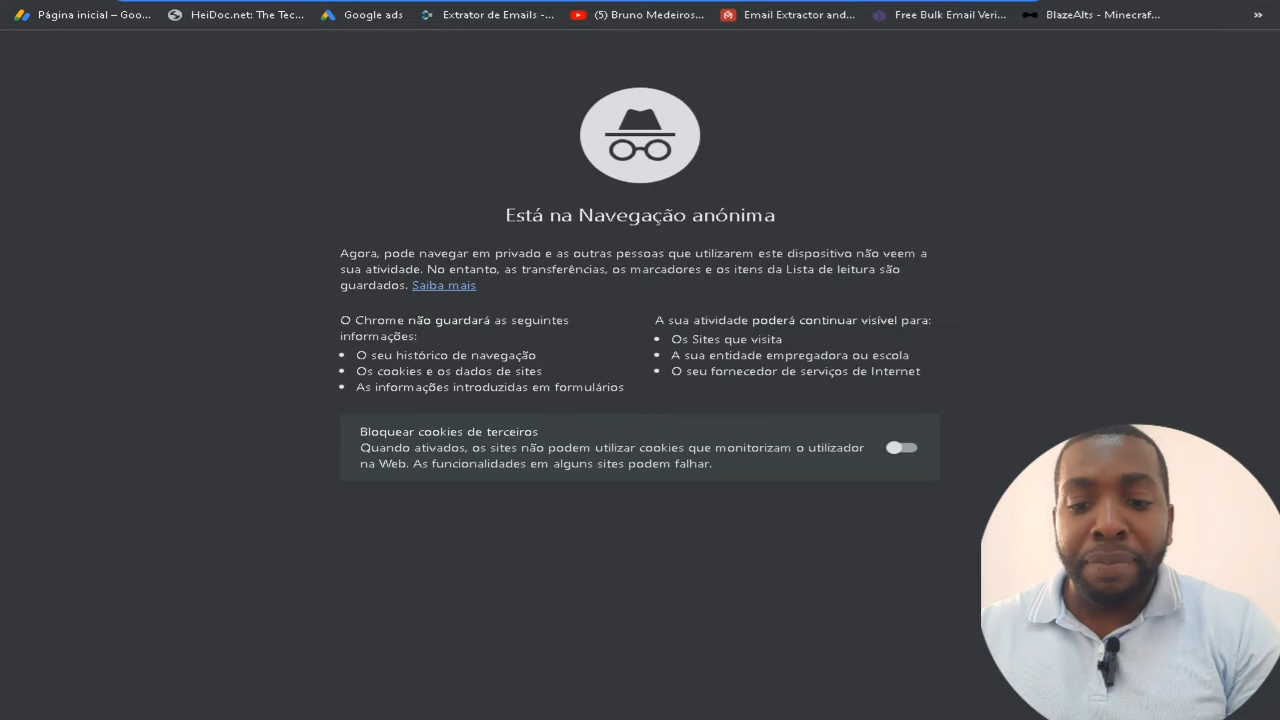 Página inicial – Goo...
HeiDoc.net: The Tec...
Google ads
Extrator de Emails -...
(5) Bruno Medeiros...
Email Extractor and...
Free Bulk Email Veri...
BlazeAlts - Minecraf...
»
Está na Navegação anónima
Agora, pode navegar em privado e as outras pessoas que utilizarem este dispositivo não veem a
sua atividade. No entanto, as transferências, os marcadores e os itens da Lista de leitura são
guardados. Saiba mais
O Chrome não guardará as seguintes
informações:
• O seu histórico de navegação
• Os cookies e os dados de sites
• As informações introduzidas em formulários
A sua atividade poderá continuar visível para:
• Os Sites que visita
• A sua entidade empregadora ou escola
• O seu fornecedor de serviços de Internet
Bloquear cookies de terceiros
Quando ativados, os sites não podem utilizar cookies que monitorizam o utilizador
na Web. As funcionalidades em alguns sites podem falhar.